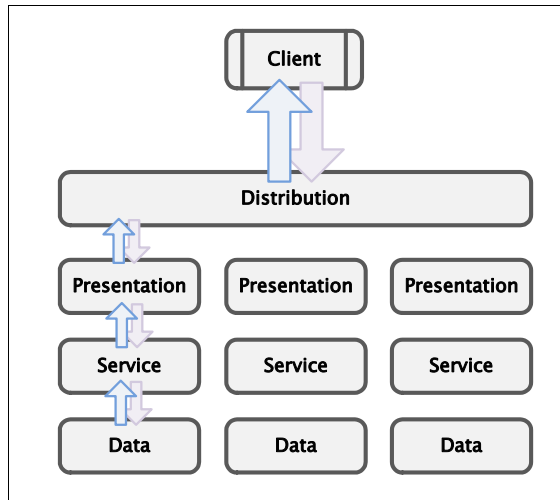 Client
Distribution
Presentation Presentation Presentation
Service Service Service
Data Data Data